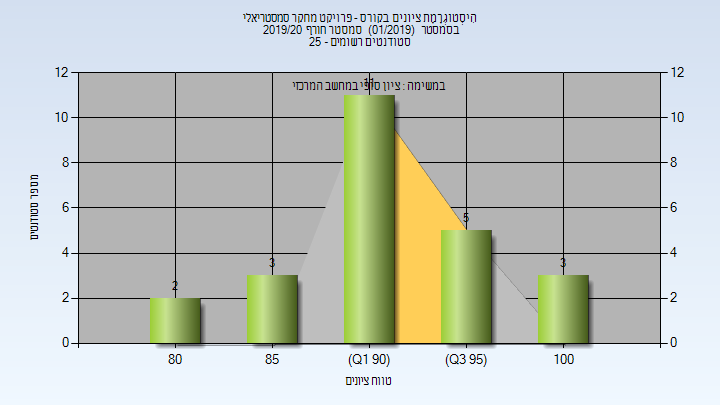 היסטוגרמת ציונים בקורס - פרויקט מחקר סמסטריאלי
בסמסטר (01/2019) סמסטר חורף 2019/20
סטודנטים רשומים - 25
במשימה : ציון סופי במחשב המרכזי
12 12
11
10 10
8 8
6 6
5
4 4
3 3
2 2
2
0 0
80 85 (Q1 90) (Q3 95) 100
מספר סטודנטים
טווח ציונים